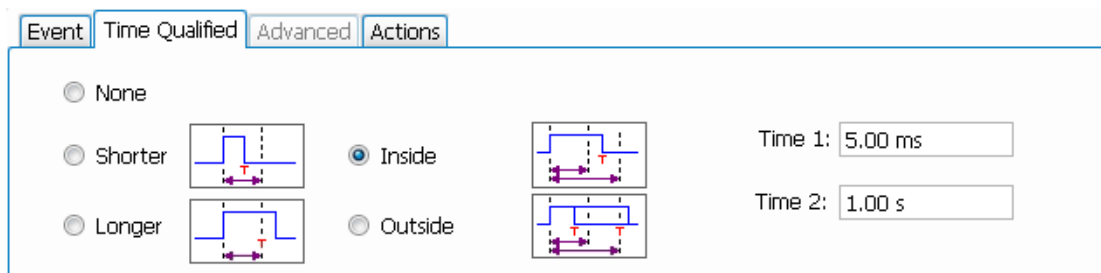 Event Time Qualified Advanced Actions
None
Shorter T Inside T Time 1: 5.00 ms
Longer T Outside T T Time 2: 1.00 s